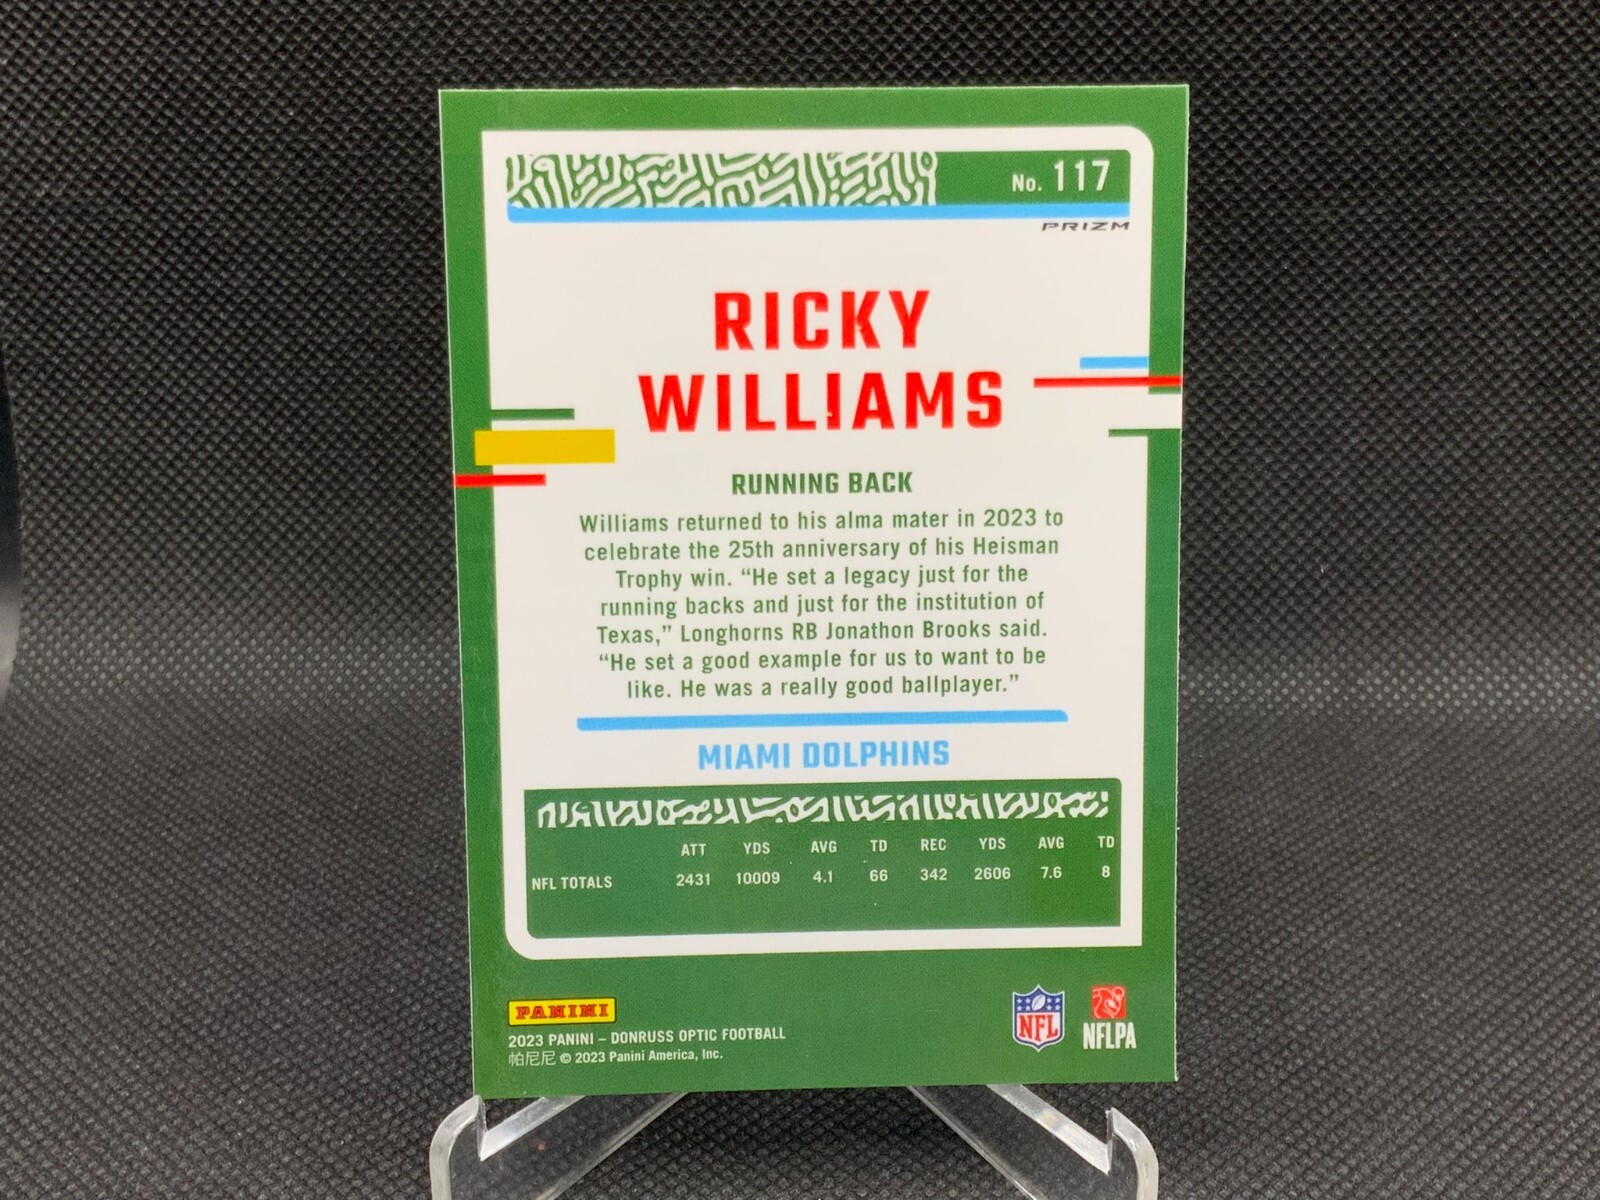 No. 117
PRIZM
RICKY
WILLIAMS
RUNNING BACK
Williams returned to his alma mater in 2023 to
celebrate the 25th anniversary of his Heisman
Trophy win. “He set a legacy just for the
running backs and just for the institution of
Texas,” Longhorns RB Jonathon Brooks said.
“He set a good example for us to want to be
like. He was a really good ballplayer.”
MIAMI DOLPHINS
ATT YDS AVG TD REC YDS AVG TD
NFL TOTALS 2431 10009 4.1 66 342 2606 7.6 8
PANINI
2023 PANINI – DONRUSS OPTIC FOOTBALL
帕尼尼 © 2023 Panini America, Inc.
NFL
NFLPA